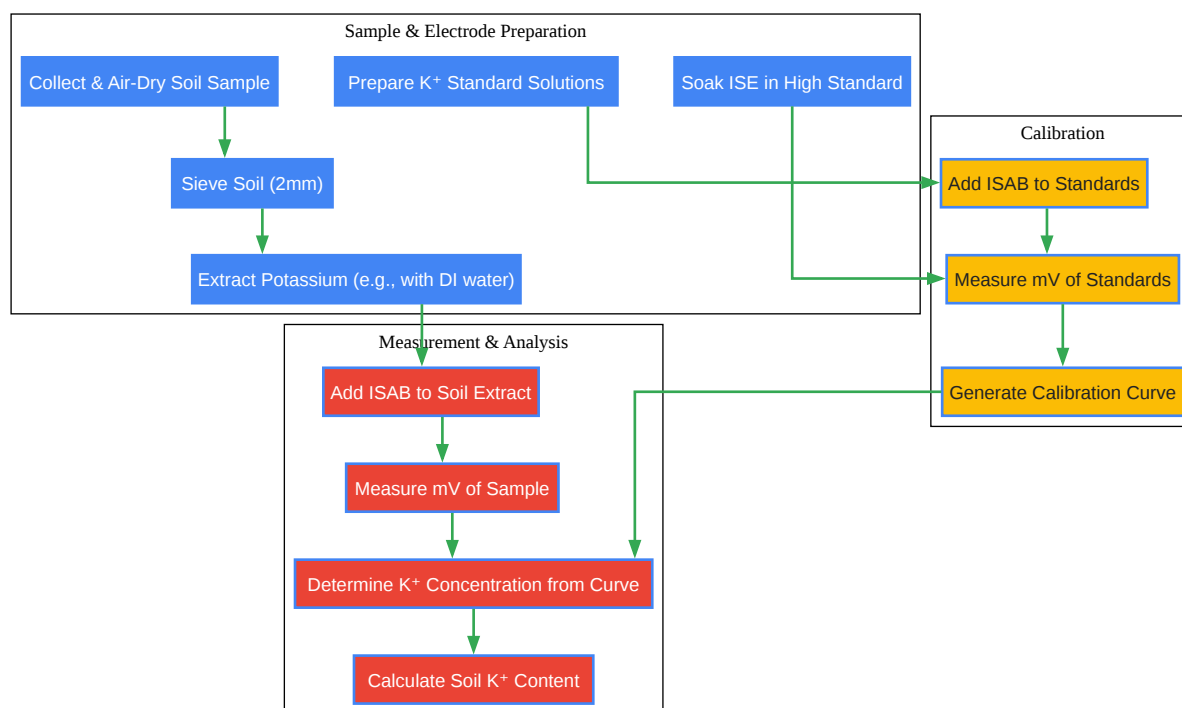 Sample & Electrode Preparation
Collect & Air-Dry Soil Sample
Prepare K⁺ Standard Solutions
Soak ISE in High Standard
Sieve Soil (2mm)
Extract Potassium (e.g., with DI water)
Calibration
Add ISAB to Standards
Measure mV of Standards
Generate Calibration Curve
Measurement & Analysis
Add ISAB to Soil Extract
Measure mV of Sample
Determine K⁺ Concentration from Curve
Calculate Soil K⁺ Content